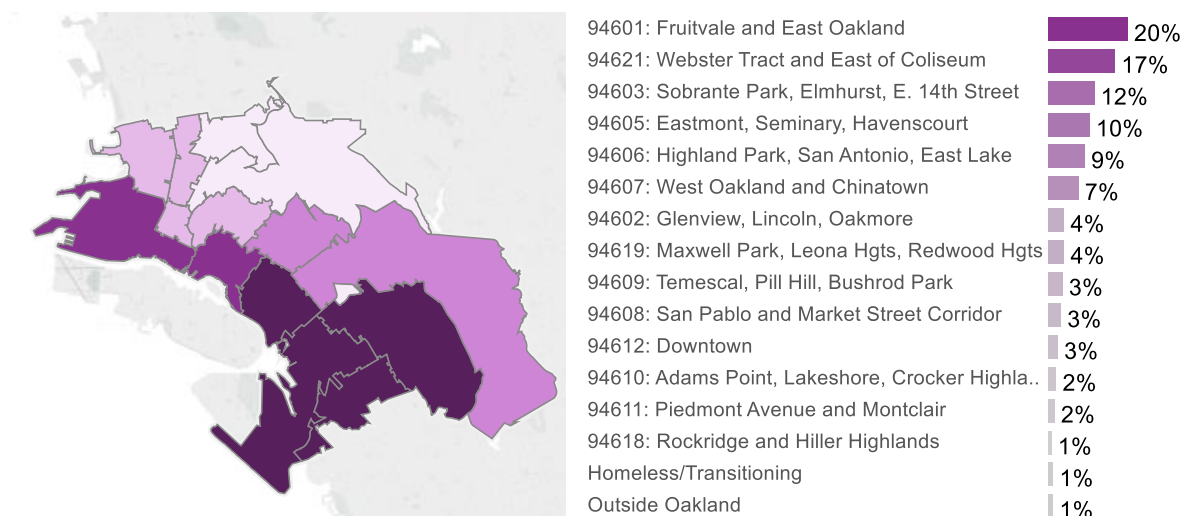 94601: Fruitvale and East Oakland 20%
94621: Webster Tract and East of Coliseum 17%
94603: Sobrante Park, Elmhurst, E. 14th Street 12%
94605: Eastmont, Seminary, Havenscourt 10%
94606: Highland Park, San Antonio, East Lake 9%
94607: West Oakland and Chinatown 7%
94602: Glenview, Lincoln, Oakmore 4%
94619: Maxwell Park, Leona Hgts, Redwood Hgts 4%
94609: Temescal, Pill Hill, Bushrod Park 3%
94608: San Pablo and Market Street Corridor 3%
94612: Downtown 3%
94610: Adams Point, Lakeshore, Crocker Highla.. 2%
94611: Piedmont Avenue and Montclair 2%
94618: Rockridge and Hiller Highlands 1%
Homeless/Transitioning 1%
Outside Oakland 1%